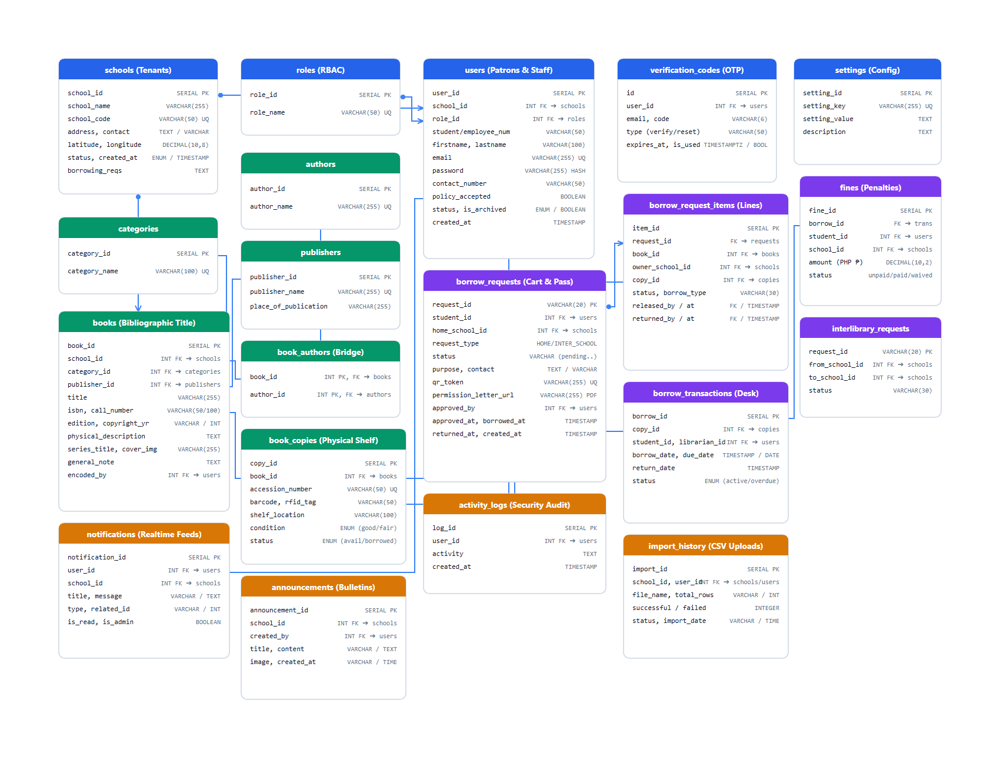 schools (Tenants)
school_id SERIAL PK
school_name VARCHAR(255)
school_code VARCHAR(50) UQ
address, contact TEXT / VARCHAR
latitude, longitude DECIMAL(10,8)
status, created_at ENUM / TIMESTAMP
borrowing_reqs TEXT
roles (RBAC)
role_id SERIAL PK
role_name VARCHAR(50) UQ
users (Patrons & Staff)
user_id SERIAL PK
school_id INT FK ➔ schools
role_id INT FK ➔ roles
student/employee_num VARCHAR(50)
firstname, lastname VARCHAR(100)
email VARCHAR(255) UQ
password VARCHAR(255) HASH
contact_number VARCHAR(50)
policy_accepted BOOLEAN
status, is_archived ENUM / BOOLEAN
created_at TIMESTAMP
verification_codes (OTP)
id SERIAL PK
user_id INT FK ➔ users
email, code VARCHAR(6)
type (verify/reset) VARCHAR(50)
expires_at, is_used TIMESTAMPTZ / BOOL
settings (Config)
setting_id SERIAL PK
setting_key VARCHAR(255) UQ
setting_value TEXT
description TEXT
authors
author_id SERIAL PK
author_name VARCHAR(255) UQ
fines (Penalties)
fine_id SERIAL PK
borrow_id FK ➔ trans
student_id INT FK ➔ users
school_id INT FK ➔ schools
amount (PHP ₱) DECIMAL(10,2)
status unpaid/paid/waived
borrow_request_items (Lines)
item_id SERIAL PK
request_id FK ➔ requests
book_id INT FK ➔ books
owner_school_id INT FK ➔ schools
copy_id INT FK ➔ copies
status, borrow_type VARCHAR(30)
released_by / at FK / TIMESTAMP
returned_by / at FK / TIMESTAMP
categories
category_id SERIAL PK
category_name VARCHAR(100) UQ
publishers
publisher_id SERIAL PK
publisher_name VARCHAR(255) UQ
place_of_publication VARCHAR(255)
borrow_requests (Cart & Pass)
request_id VARCHAR(20) PK
student_id INT FK ➔ users
home_school_id INT FK ➔ schools
request_type HOME/INTER_SCHOOL
status VARCHAR (pending..)
purpose, contact TEXT / VARCHAR
qr_token VARCHAR(255) UQ
permission_letter_url VARCHAR(255) PDF
approved_by INT FK ➔ users
approved_at, borrowed_at TIMESTAMP
returned_at, created_at TIMESTAMP
books (Bibliographic Title)
book_id SERIAL PK
school_id INT FK ➔ schools
category_id INT FK ➔ categories
publisher_id INT FK ➔ publishers
title VARCHAR(255)
isbn, call_number VARCHAR(50/100)
edition, copyright_yr VARCHAR / INT
physical_description TEXT
series_title, cover_img VARCHAR(255)
general_note TEXT
encoded_by INT FK ➔ users
interlibrary_requests
request_id VARCHAR(20) PK
from_school_id INT FK ➔ schools
to_school_id INT FK ➔ schools
status VARCHAR(30)
book_authors (Bridge)
book_id INT PK, FK ➔ books
author_id INT PK, FK ➔ authors
borrow_transactions (Desk)
borrow_id SERIAL PK
copy_id INT FK ➔ copies
student_id, librarian_id INT FK ➔ users
borrow_date, due_date TIMESTAMP / DATE
return_date TIMESTAMP
status ENUM (active/overdue)
book_copies (Physical Shelf)
copy_id SERIAL PK
book_id INT FK ➔ books
accession_number VARCHAR(50) UQ
barcode, rfid_tag VARCHAR(50)
shelf_location VARCHAR(100)
condition ENUM (good/fair)
status ENUM (avail/borrowed)
activity_logs (Security Audit)
log_id SERIAL PK
user_id INT FK ➔ users
activity TEXT
created_at TIMESTAMP
notifications (Realtime Feeds)
notification_id SERIAL PK
user_id INT FK ➔ users
school_id INT FK ➔ schools
title, message VARCHAR / TEXT
type, related_id VARCHAR / INT
is_read, is_admin BOOLEAN
import_history (CSV Uploads)
import_id SERIAL PK
school_id, user_id INT FK ➔ schools/users
file_name, total_rows VARCHAR / INT
successful / failed INTEGER
status, import_date VARCHAR / TIME
announcements (Bulletins)
announcement_id SERIAL PK
school_id INT FK ➔ schools
created_by INT FK ➔ users
title, content VARCHAR / TEXT
image, created_at VARCHAR / TIME